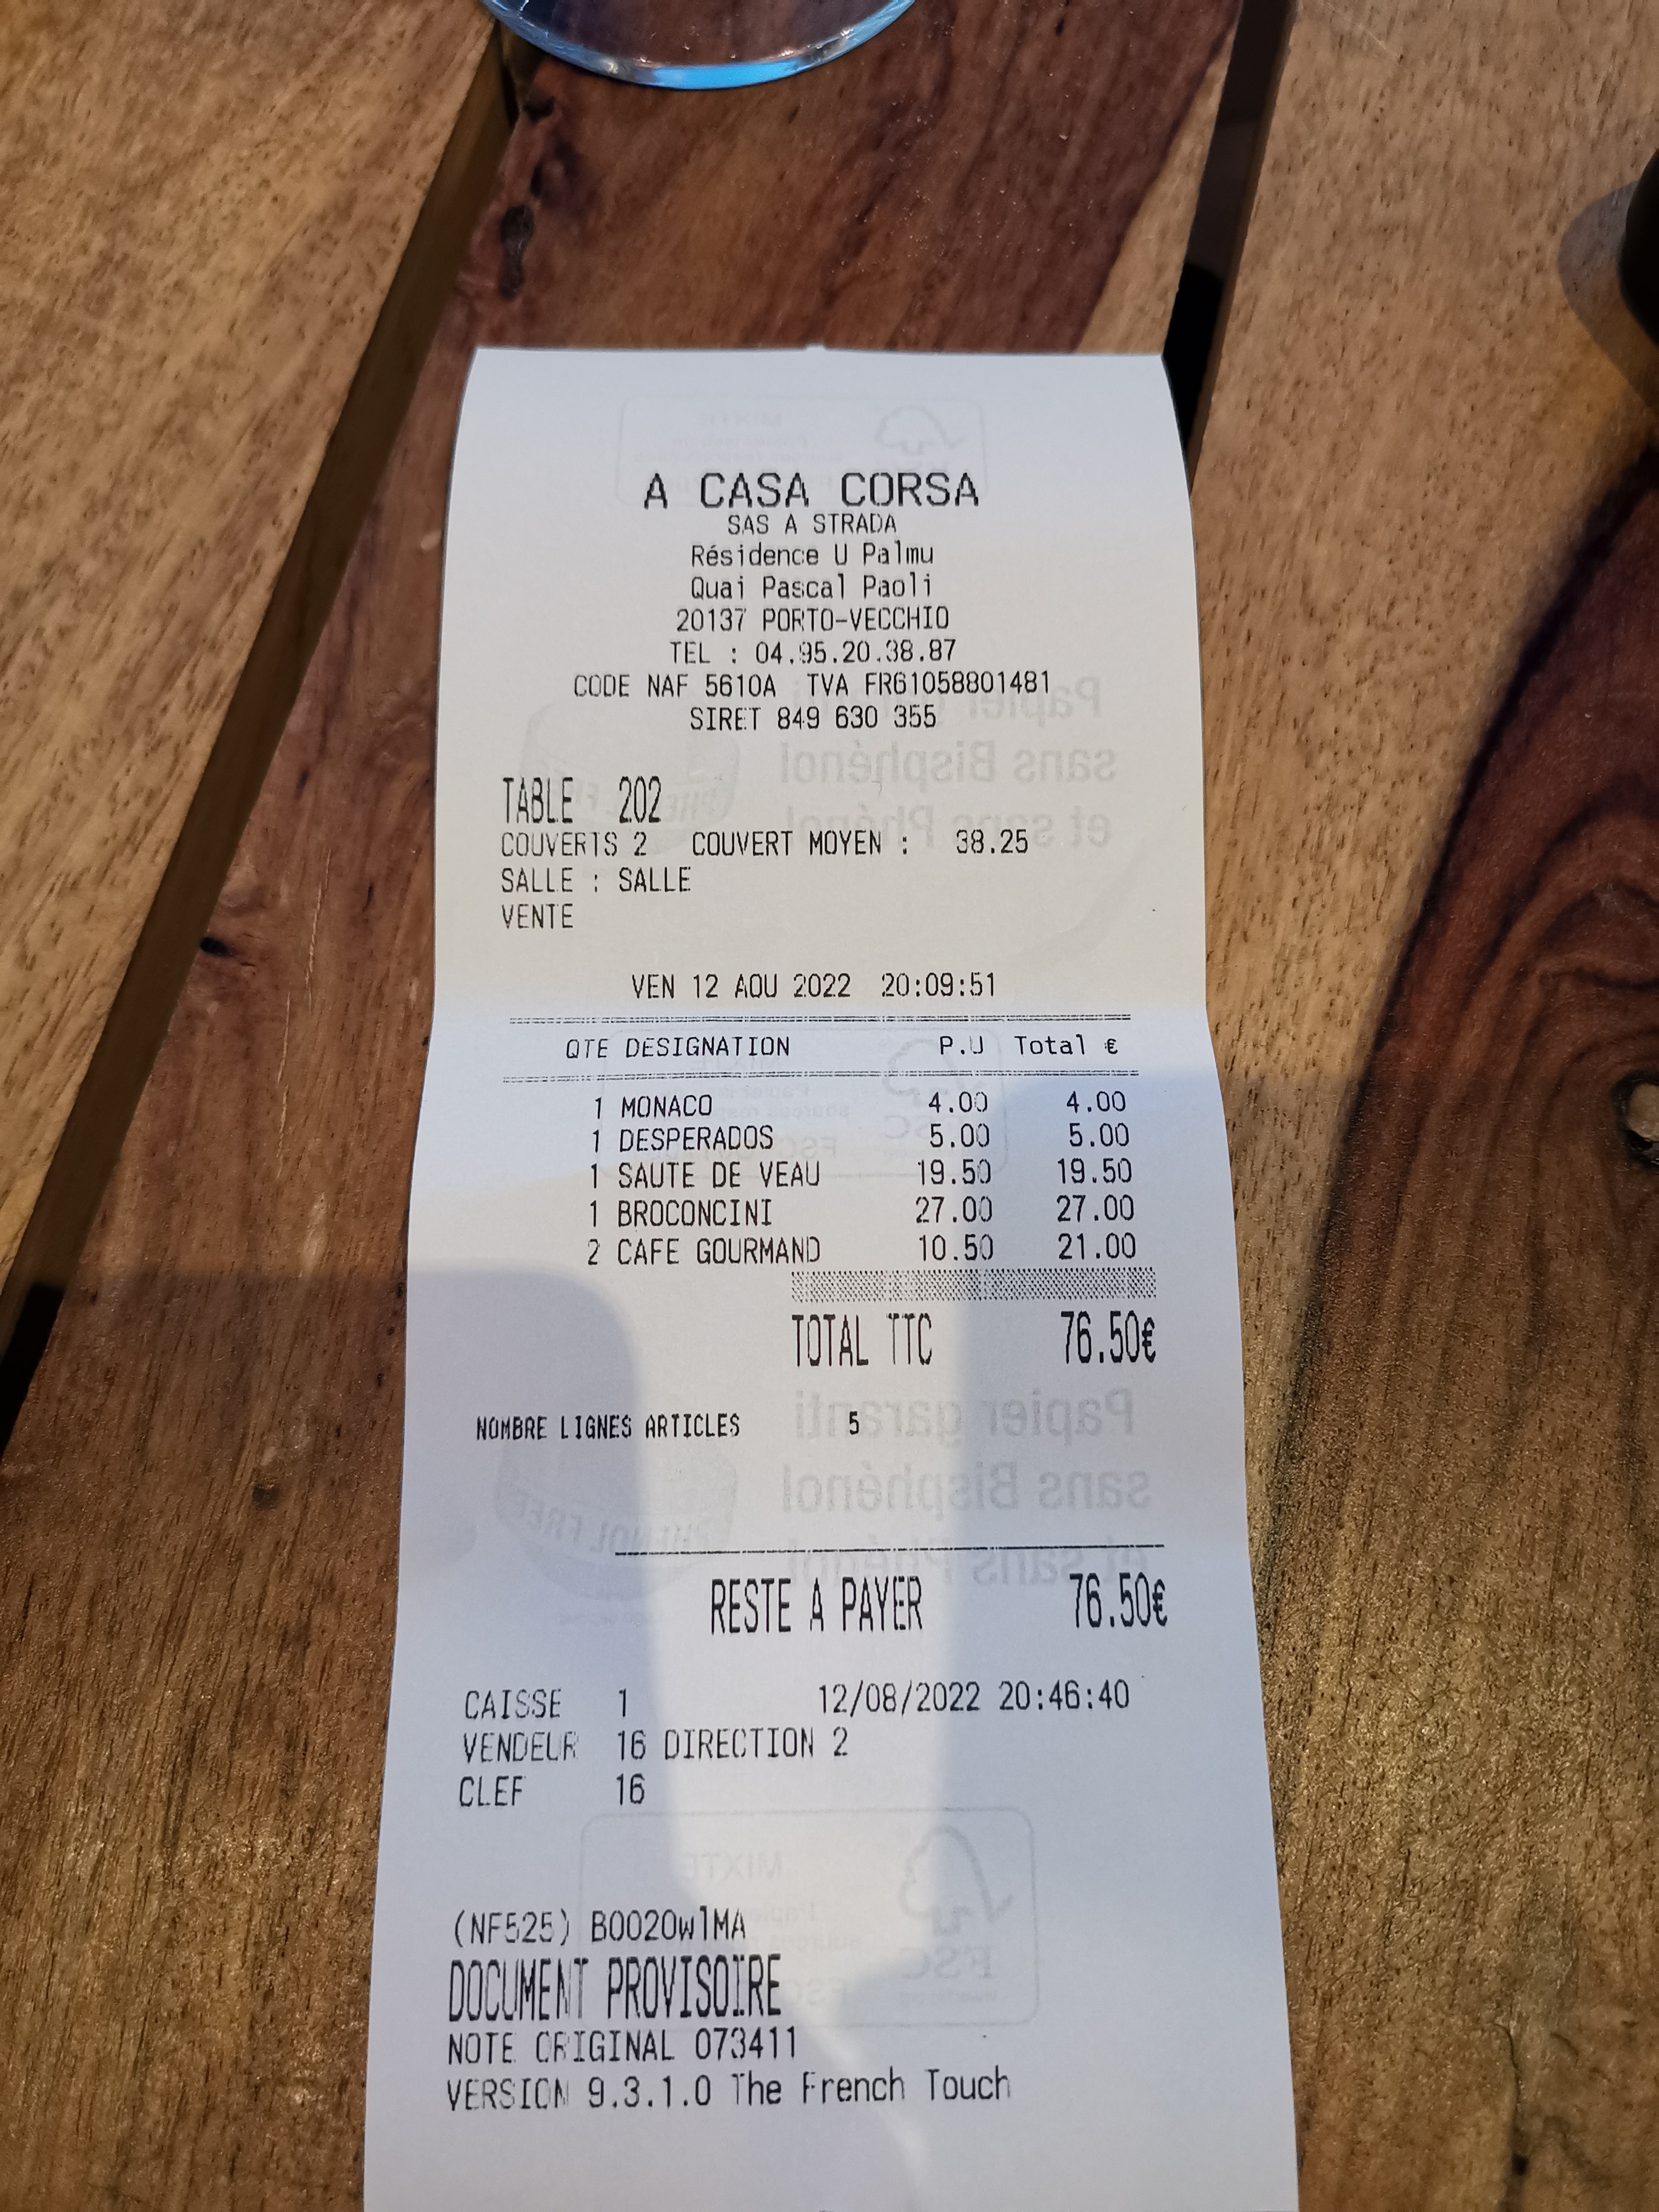 A CASA CORSA
SAS A STRADA
Résidence U Palmu
Quai Pascal Paoli
20137 PORTO-VECCHIO
TEL : 04.95.20.38.87
CODE NAF 5610A TVA FR61058801481
SIRET 849 630 355
TABLE 202
COUVERTS 2 COUVERT MOYEN : 38.25
SALLE : SALLE
VENTE
VEN 12 AOU 2022 20:09:51
QTE DESIGNATION P.U Total €
1 MONACO 4.00 4.00
1 DESPERADOS 5.00 5.00
1 SAUTE DE VEAU 19.50 19.50
1 BROCONCINI 27.00 27.00
2 CAFE GOURMAND 10.50 21.00
TOTAL TTC 76.50€
NOMBRE LIGNES ARTICLES 5
RESTE A PAYER 76.50€
CAISSE 1 12/08/2022 20:46:40
VENDEUR 16 DIRECTION 2
CLEF 16
(NF525) B0020w1MA
DOCUMENT PROVISOIRE
NOTE ORIGINAL 073411
VERSION 9.3.1.0 The French Touch